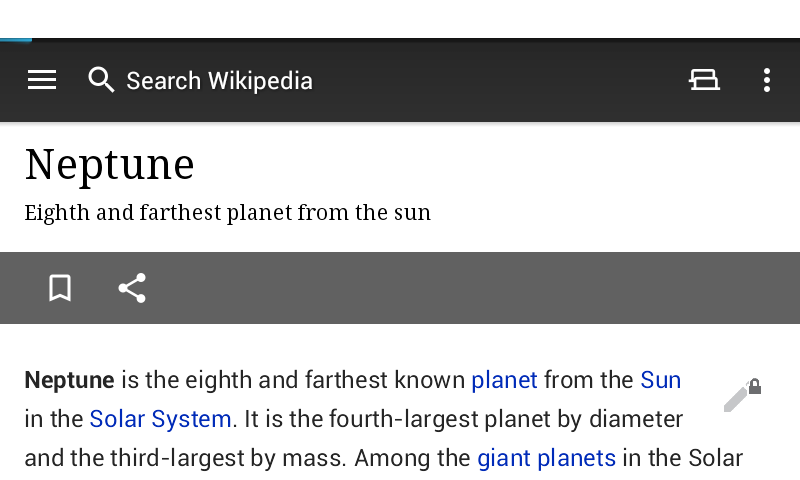 Search Wikipedia
Neptune
Eighth and farthest planet from the sun
Neptune is the eighth and farthest known planet from the Sun
in the Solar System. It is the fourth-largest planet by diameter
and the third-largest by mass. Among the giant planets in the Solar